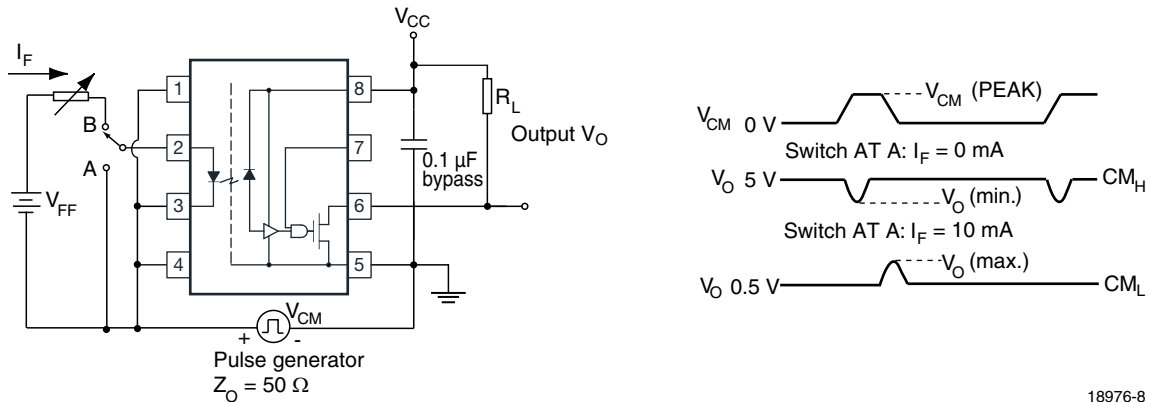 V_CC
I_F
1
8
R_L
B
2
7
Output V_O
A
0.1 µF
bypass
V_FF
3
6
4
5
V_CM
+ -
Pulse generator
Z_O = 50 Ω
V_CM (PEAK)
V_CM 0 V
Switch AT A: I_F = 0 mA
V_O 5 V
CM_H
V_O (min.)
Switch AT A: I_F = 10 mA
V_O (max.)
V_O 0.5 V
CM_L
18976-8